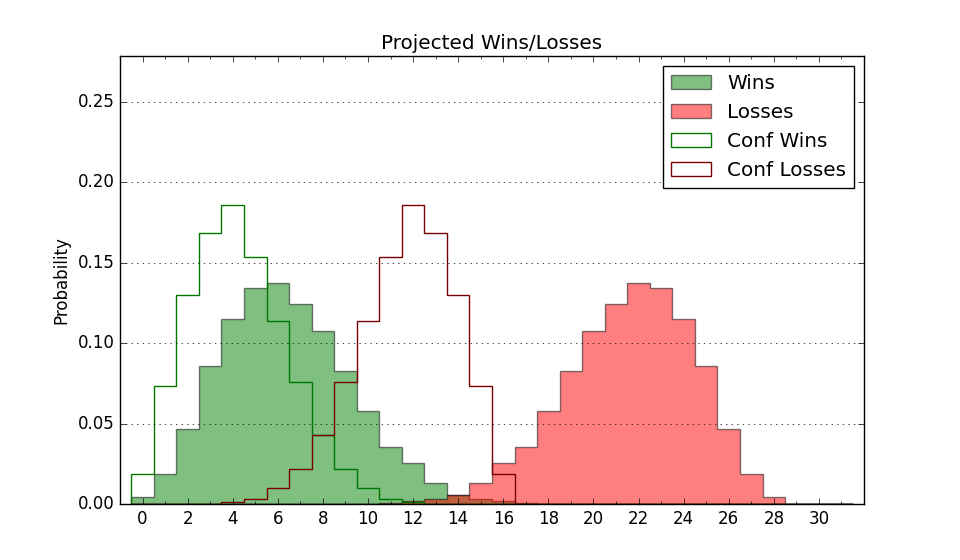 Projected Wins/Losses
Wins
Losses
Conf Wins
Conf Losses
Probability
0.25
0.20
0.15
0.10
0.05
0.00
0 2 4 6 8 10 12 14 16 18 20 22 24 26 28 30